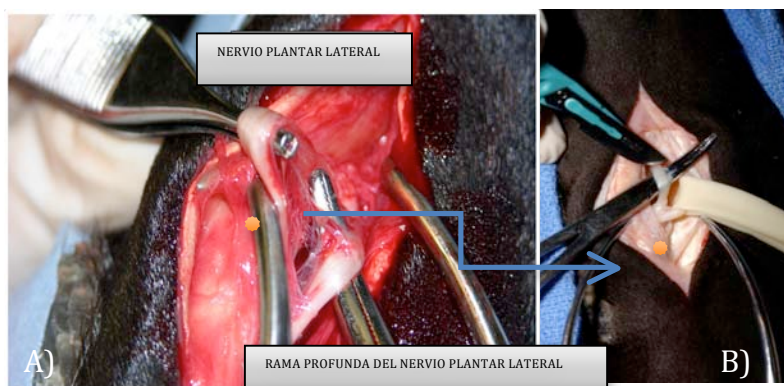 NERVIO PLANTAR LATERAL
RAMA PROFUNDA DEL NERVIO PLANTAR LATERAL
A)
B)